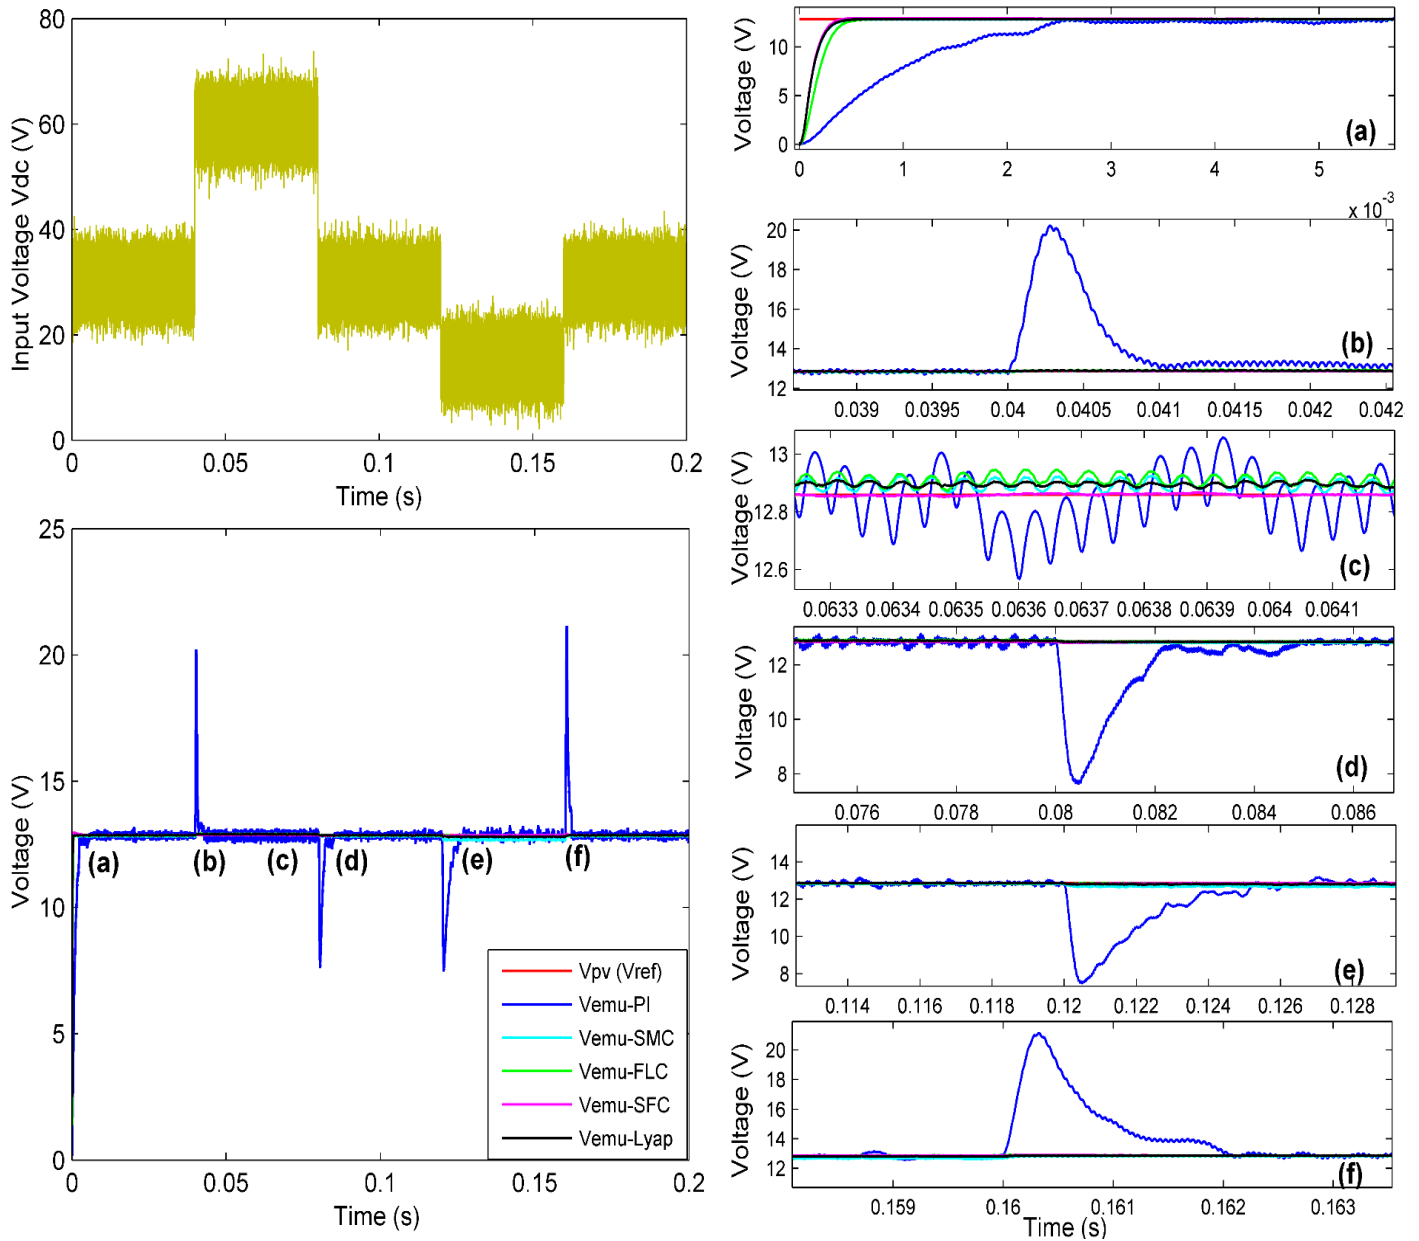 Input Voltage Vdc (V)
80
60
40
20
0
0 0.05 0.1 0.15 0.2
Time (s)
Voltage (V)
25
20
15
10
5
0
(a) (b) (c) (d) (e) (f)
Vpv (Vref)
Vemu-PI
Vemu-SMC
Vemu-FLC
Vemu-SFC
Vemu-Lyap
0 0.05 0.1 0.15 0.2
Time (s)
Voltage (V)
10
5
0
(a)
0 1 2 3 4 5
x 10-3
Voltage (V)
20
18
16
14
12
(b)
0.039 0.0395 0.04 0.0405 0.041 0.0415 0.042 0.042
Voltage (V)
13
12.8
12.6
(c)
0.0633 0.0634 0.0635 0.0636 0.0637 0.0638 0.0639 0.064 0.0641
Voltage (V)
12
10
8
(d)
0.076 0.078 0.08 0.082 0.084 0.086
Voltage (V)
14
12
10
8
(e)
0.114 0.116 0.118 0.12 0.122 0.124 0.126 0.128
Voltage (V)
20
18
16
14
12
(f)
0.159 0.16 0.161 0.162 0.163
Time (s)